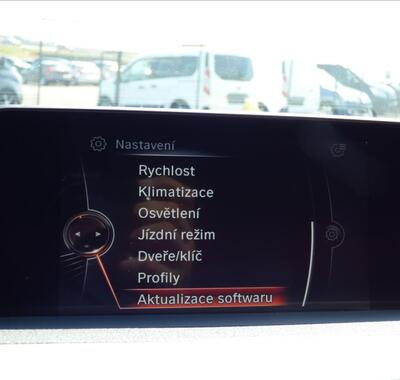 Nastavení
Rychlost
Klimatizace
Osvětlení
Jízdní režim
Dveře/klíč
Profily
Aktualizace softwaru